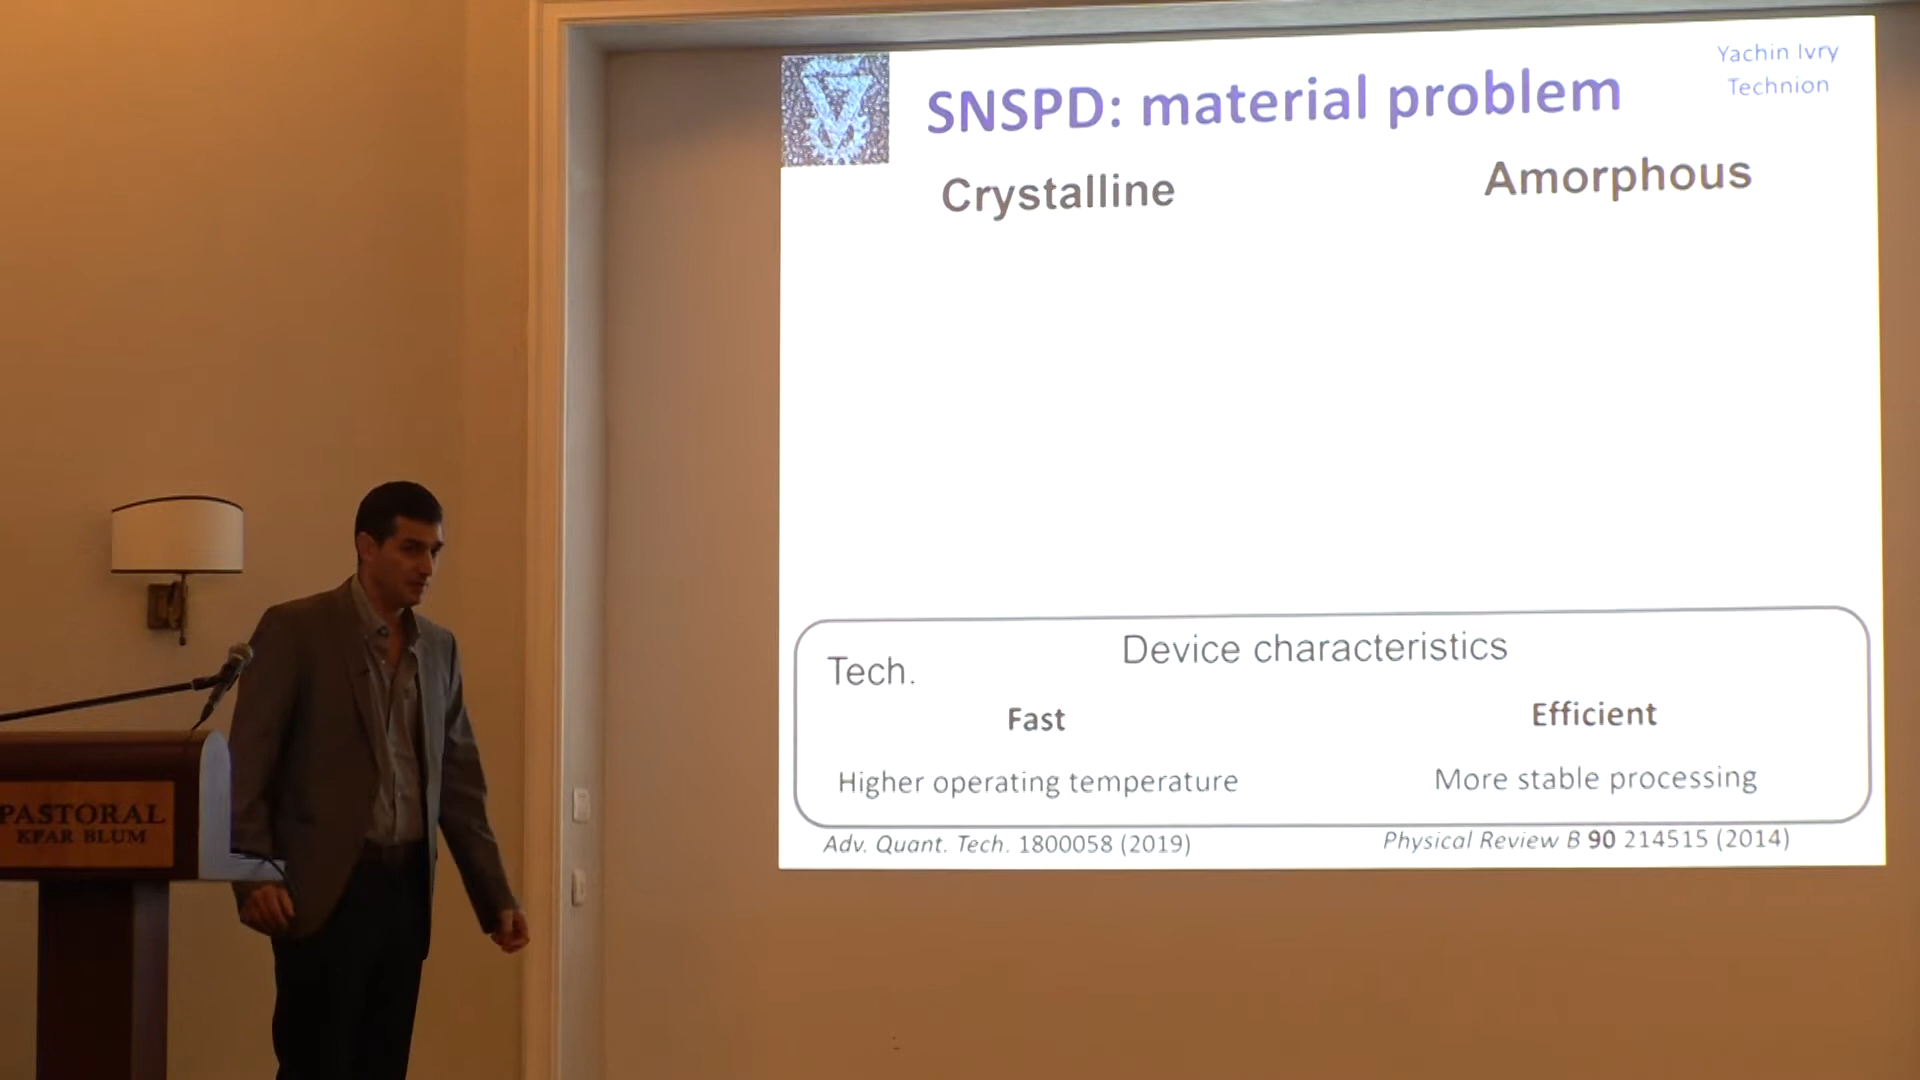 Yachin Ivry
Technion
SNSPD: material problem
Crystalline
Amorphous
Device characteristics
Tech.
Fast
Efficient
Higher operating temperature
More stable processing
Adv. Quant. Tech. 1800058 (2019)
Physical Review B 90 214515 (2014)
PASTORAL
KFAR BLUM